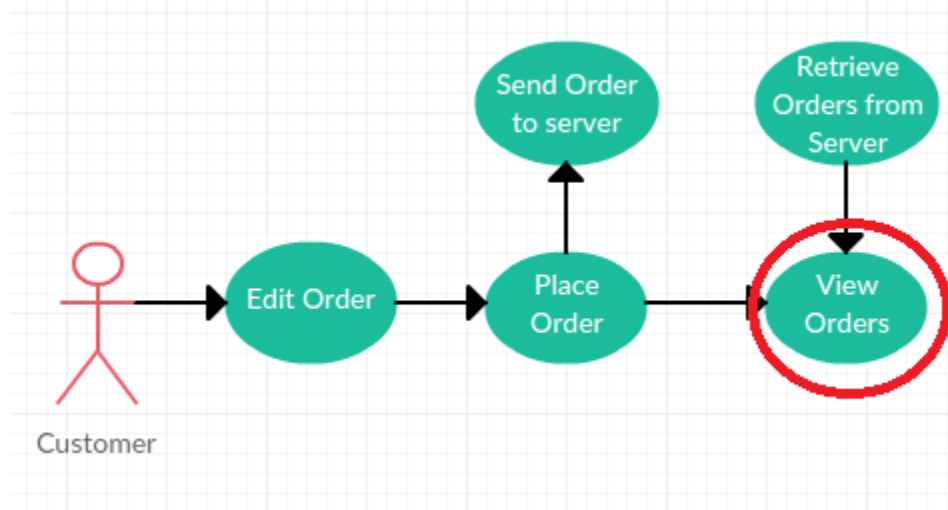 Send Order
to server
Retrieve
Orders from
Server
Edit Order
Place
Order
View
Orders
Customer